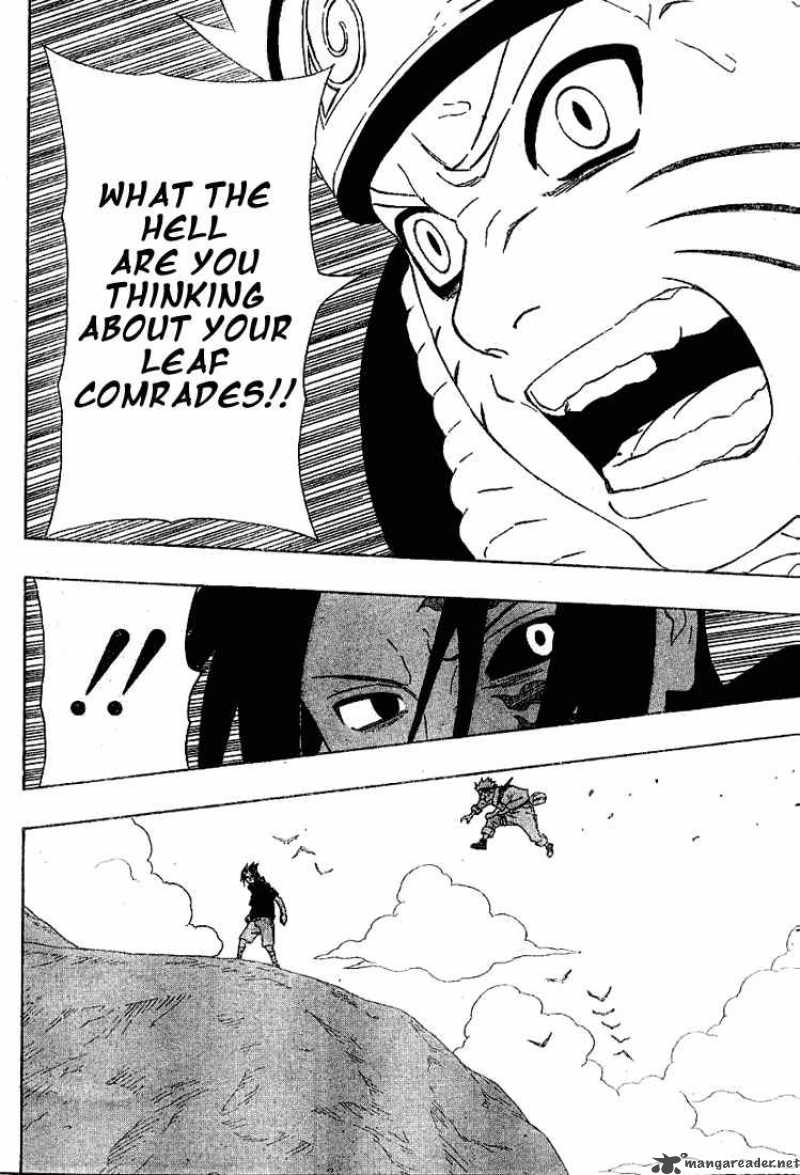 WHAT THE
HELL
ARE YOU
THINKING
ABOUT YOUR
LEAF
COMRADES!!
!!
mangareader.net